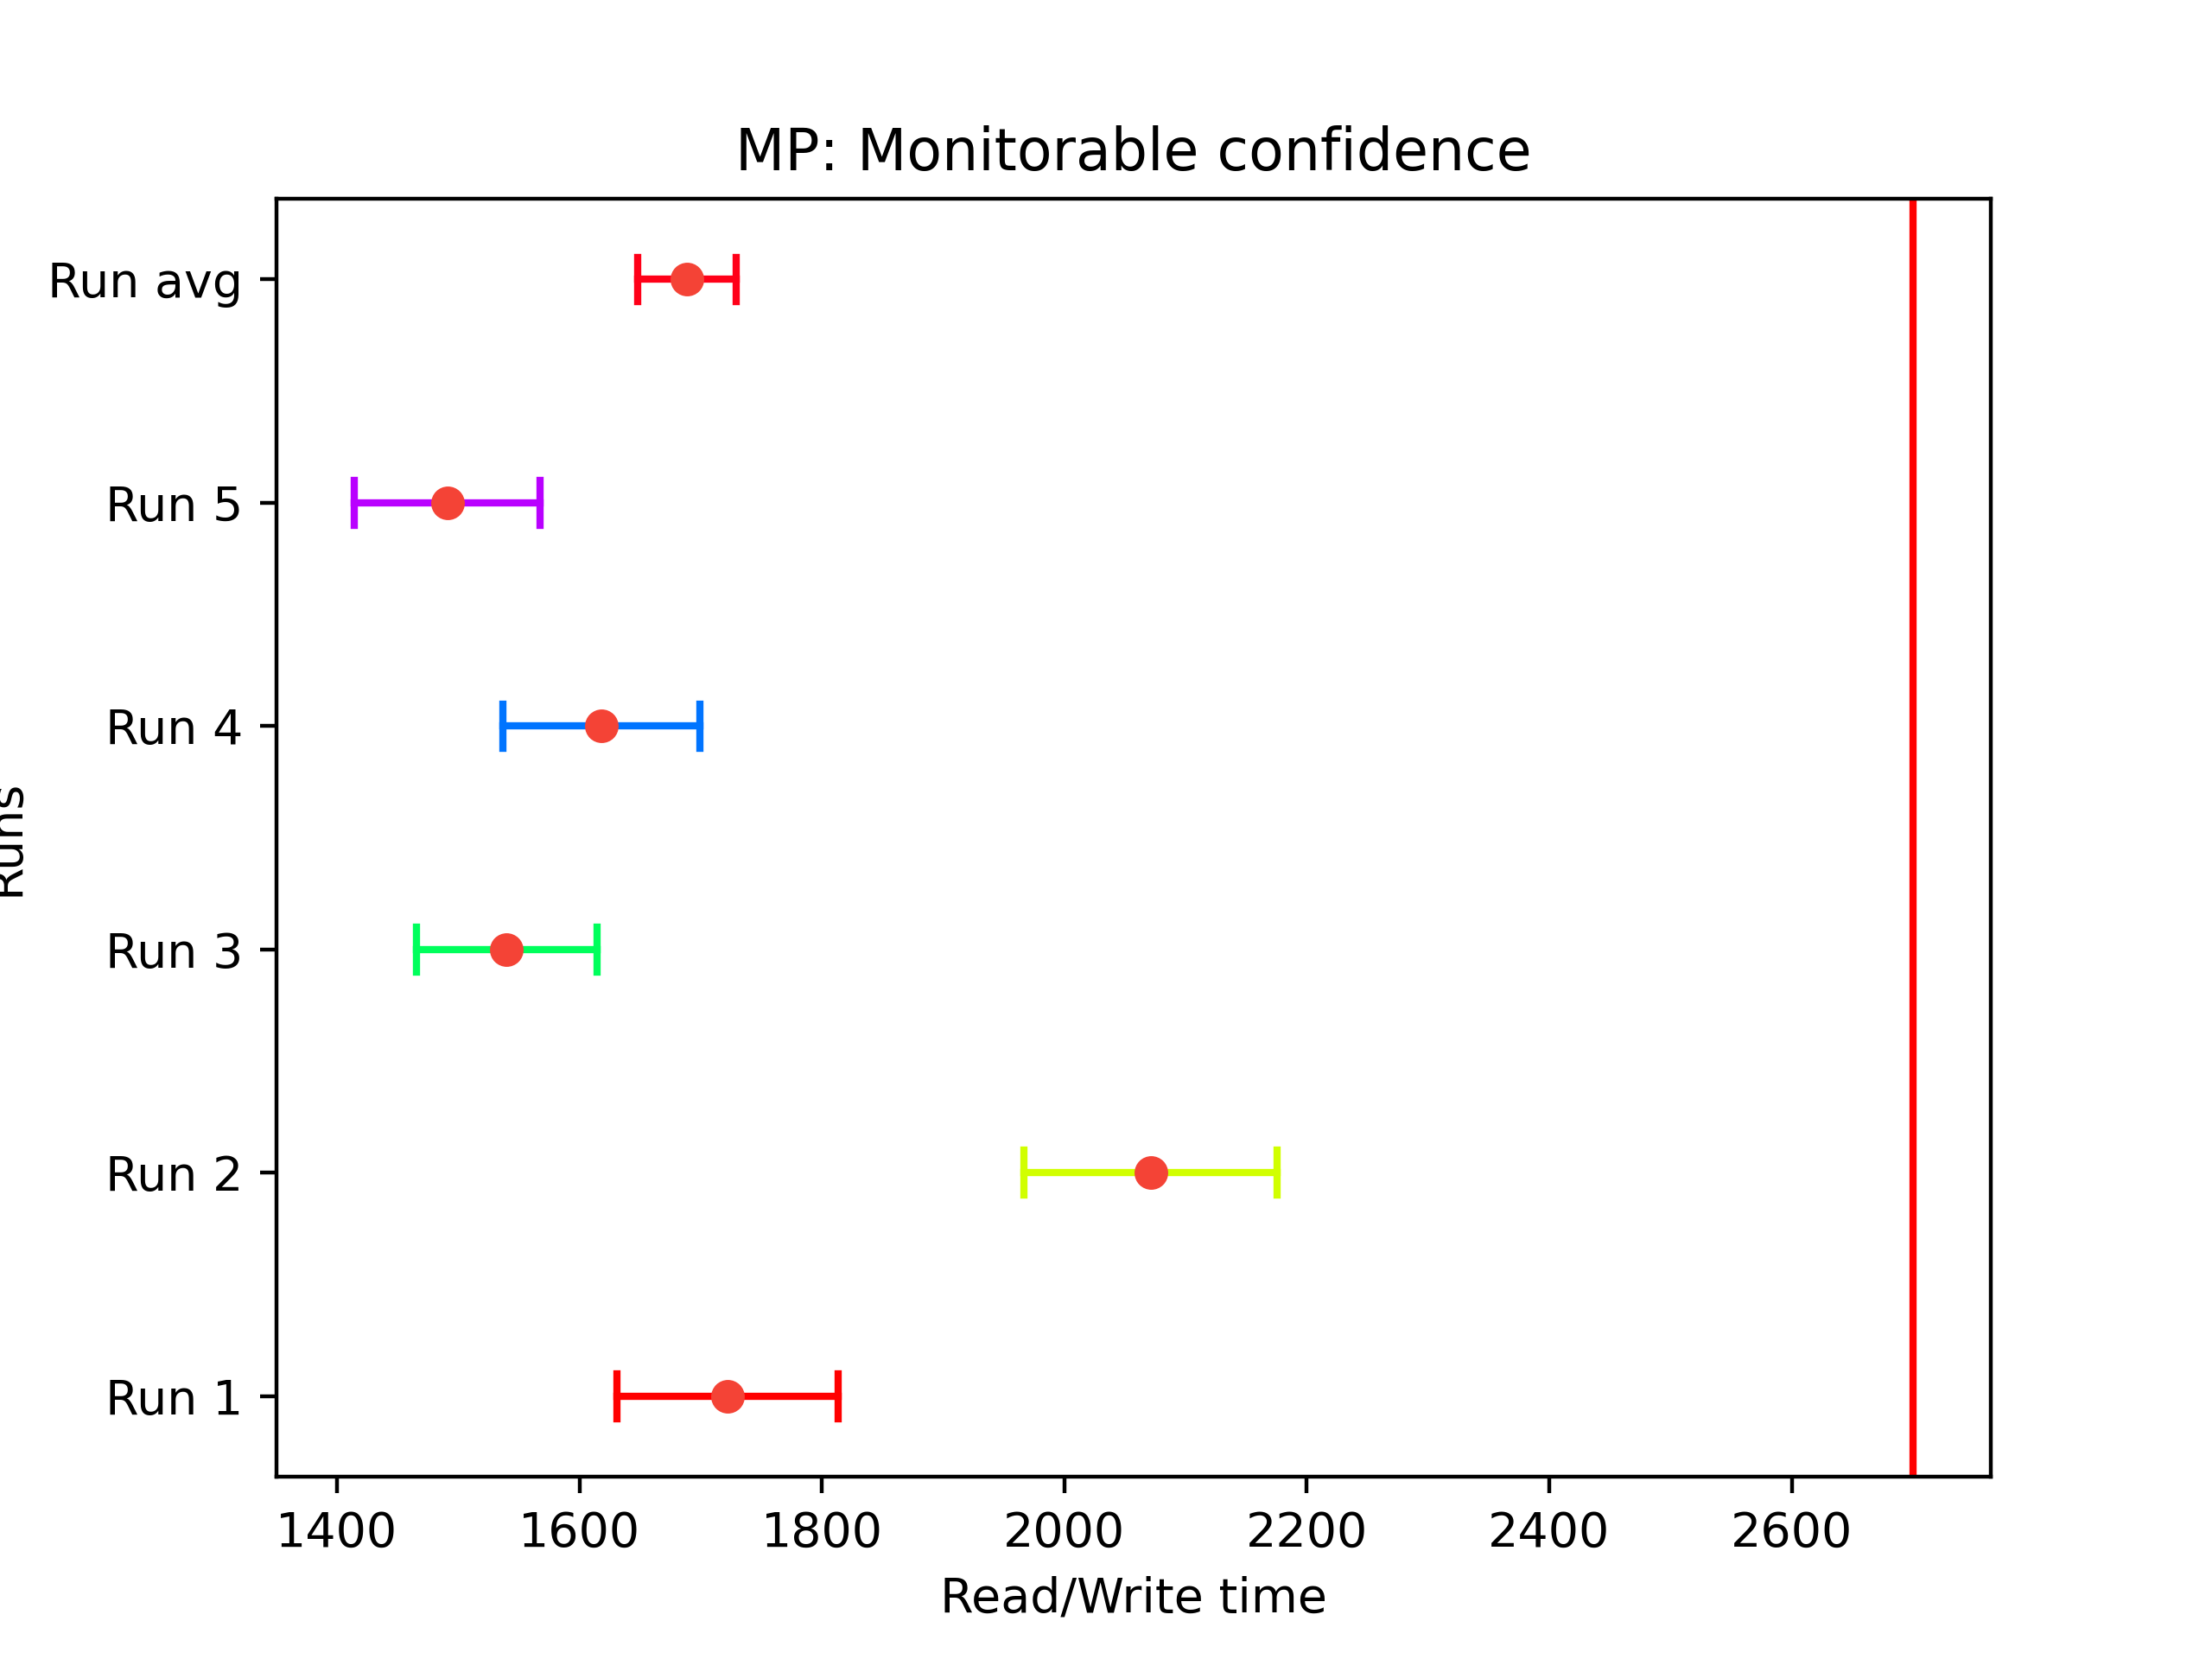 MP: Monitorable confidence
Run avg
Run 5
Run 4
Run 3
Run 2
Run 1
Runs
1400 1600 1800 2000 2200 2400 2600
Read/Write time